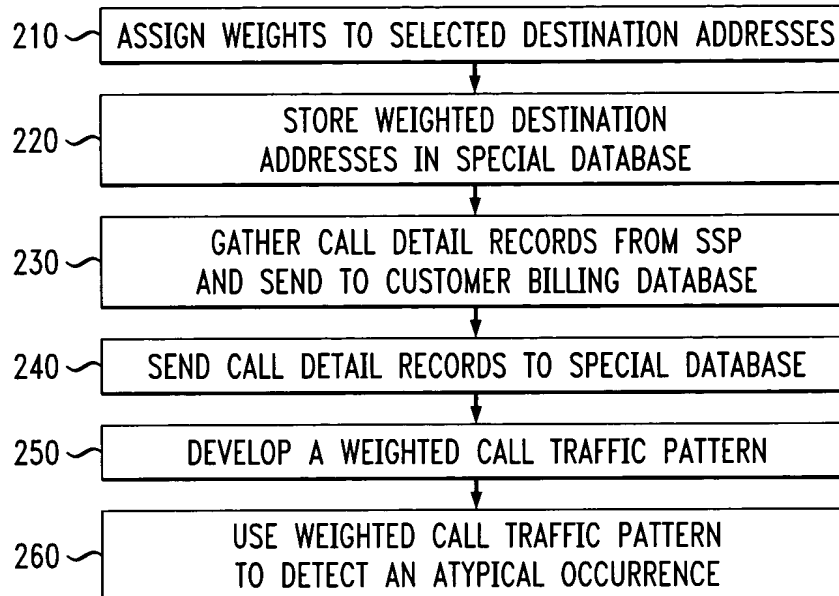 210 ASSIGN WEIGHTS TO SELECTED DESTINATION ADDRESSES
220 STORE WEIGHTED DESTINATION
ADDRESSES IN SPECIAL DATABASE
230 GATHER CALL DETAIL RECORDS FROM SSP
AND SEND TO CUSTOMER BILLING DATABASE
240 SEND CALL DETAIL RECORDS TO SPECIAL DATABASE
250 DEVELOP A WEIGHTED CALL TRAFFIC PATTERN
260 USE WEIGHTED CALL TRAFFIC PATTERN
TO DETECT AN ATYPICAL OCCURRENCE